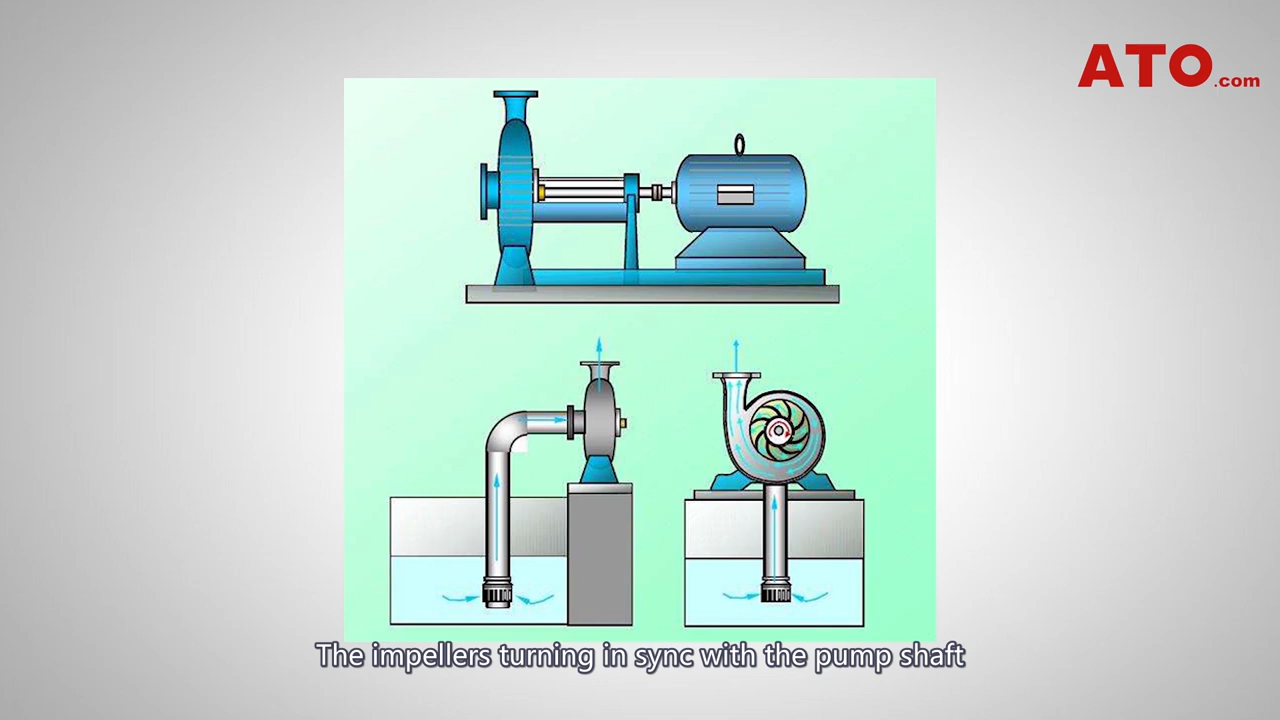 ATO.com
The impellers turning in sync with the pump shaft